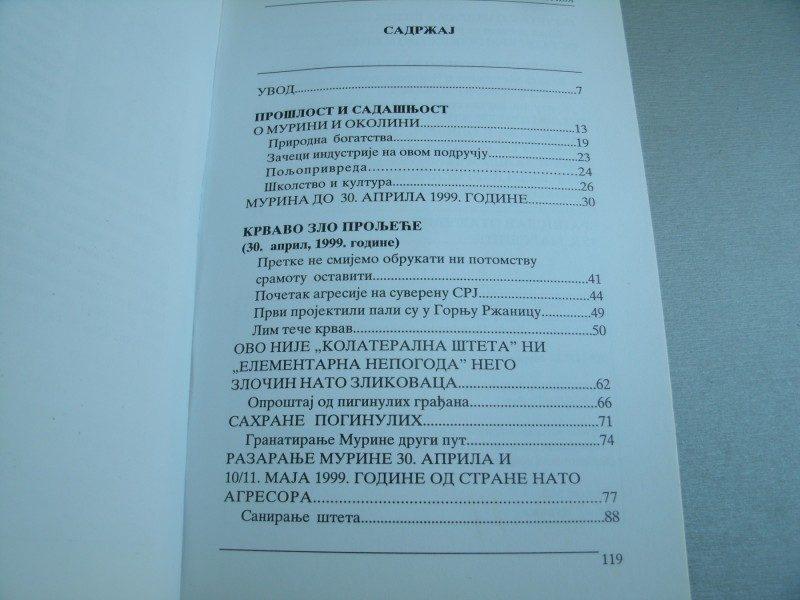 САДРЖАЈ
УВОД....................................................................7
ПРОШЛОСТ И САДАШЊОСТ
О МУРИНИ И ОКОЛИНИ......................................13
Природна богатства..............................................19
Зачеци индустрије на овом подручју......................23
Пољопривреда.....................................................24
Школство и култура..............................................26
МУРИНА ДО 30. АПРИЛА 1999. ГОДИНЕ.............30
КРВАВО ЗЛО ПРОЉЕЋЕ
(30. април, 1999. године)
Претке не смијемо обрукати ни потомству
срамоту оставити..................................................41
Почетак агресије на суверену СРЈ..........................44
Први пројектили пали су у Горњу Ржаницу............49
Лим тече крвав.....................................................50
ОВО НИЈЕ „КОЛАТЕРАЛНА ШТЕТА” НИ
„ЕЛЕМЕНТАРНА НЕПОГОДА” НЕГО
ЗЛОЧИН НАТО ЗЛИКОВАЦА................................62
Опроштај од пигинулих грађана.............................66
САХРАНЕ ПОГИНУЛИХ........................................71
Гранатирање Мурине други пут..............................74
РАЗАРАЊЕ МУРИНЕ 30. АПРИЛА И
10/11. МАЈА 1999. ГОДИНЕ ОД СТРАНЕ НАТО
АГРЕСОРА............................................................77
Санирање штета....................................................88
119